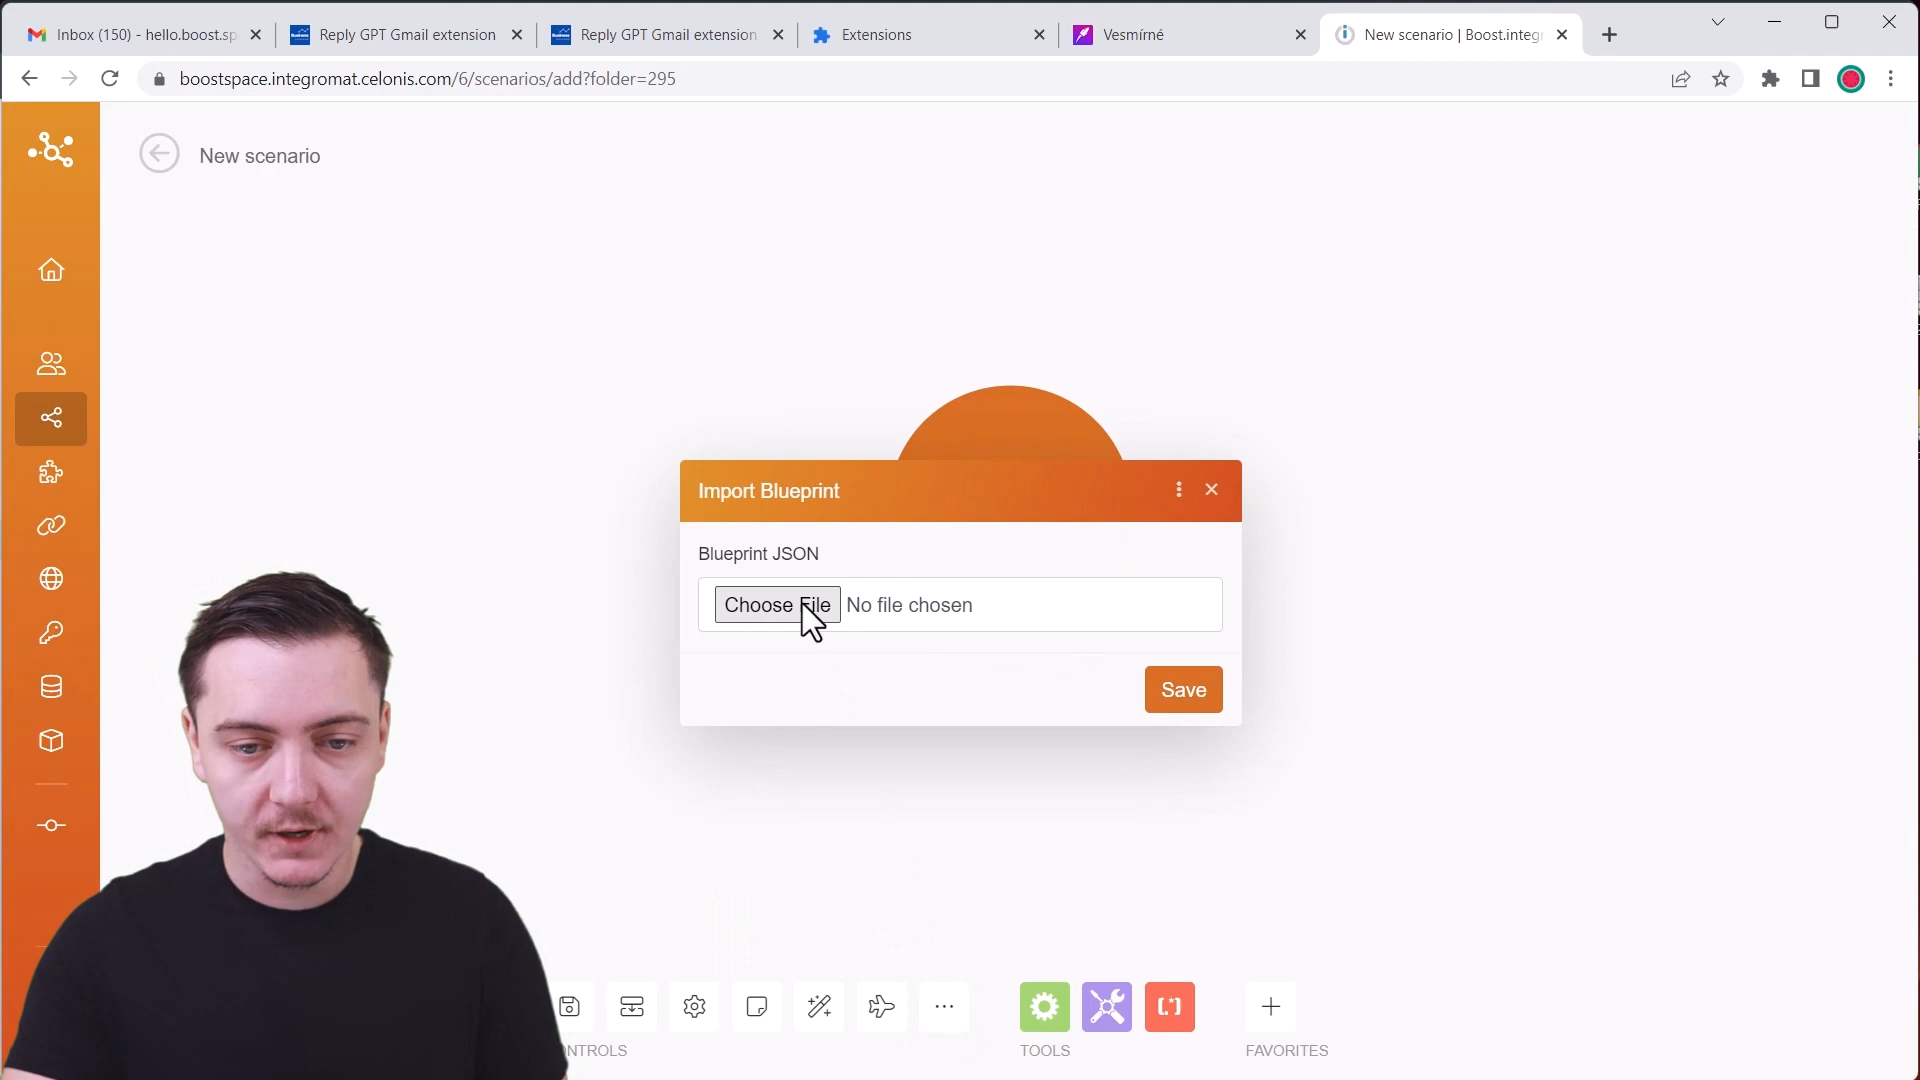 Inbox (150) - hello.boost.sp
Reply GPT Gmail extension
Reply GPT Gmail extension
Extensions
Vesmírné
New scenario | Boost.integr
boostspace.integromat.celonis.com/6/scenarios/add?folder=295
New scenario
Import Blueprint
Blueprint JSON
Choose File No file chosen
Save
NTROLS
TOOLS
FAVORITES